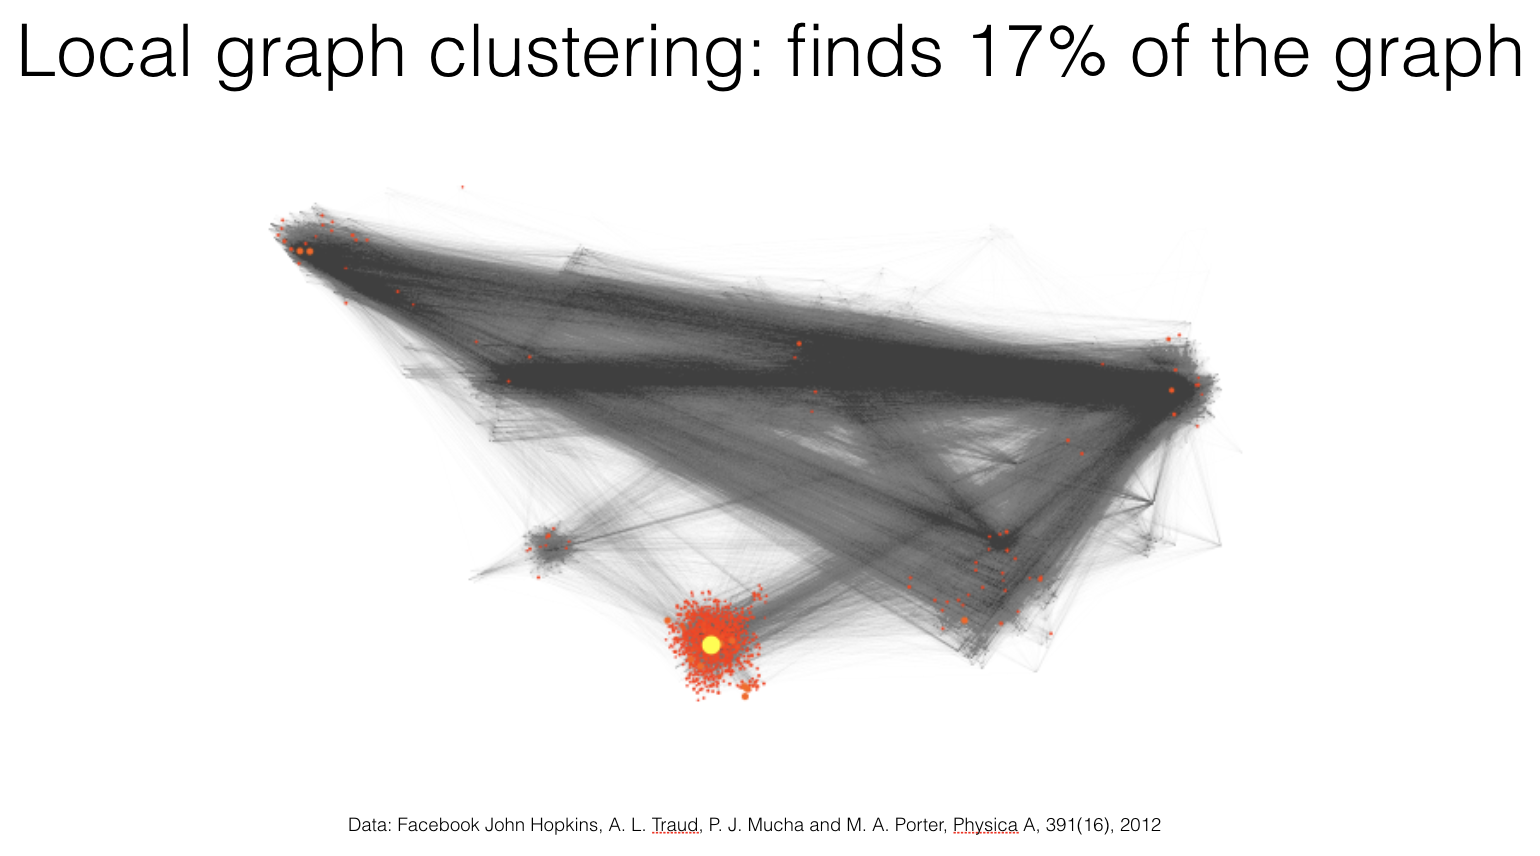 Local graph clustering: finds 17% of the graph
Data: Facebook John Hopkins, A. L. Traud, P. J. Mucha and M. A. Porter, Physica A, 391(16), 2012